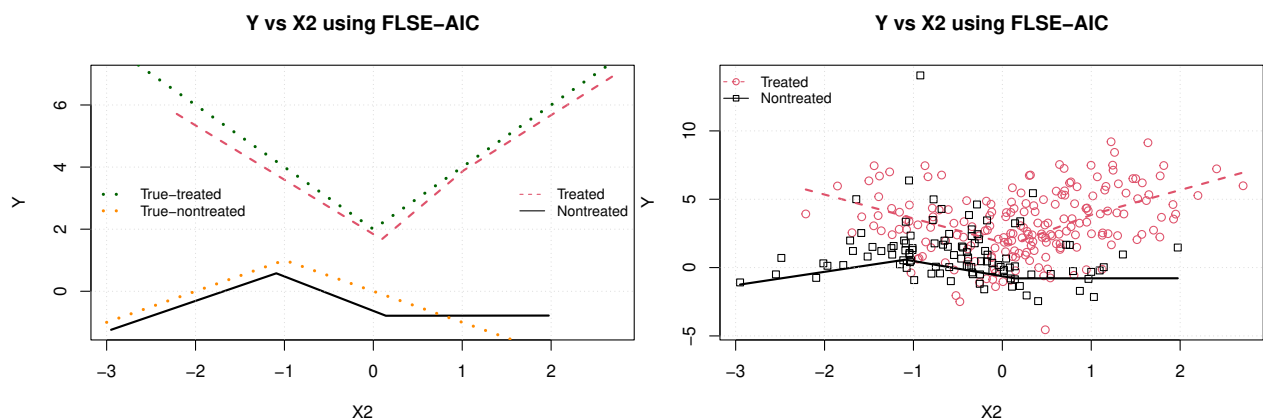 Y vs X2 using FLSE−AIC
Y
6
4
2
0
True−treated
True−nontreated
Treated
Nontreated
−3 −2 −1 0 1 2
X2
Y vs X2 using FLSE−AIC
Y
10
5
0
−5
Treated
Nontreated
−3 −2 −1 0 1 2
X2